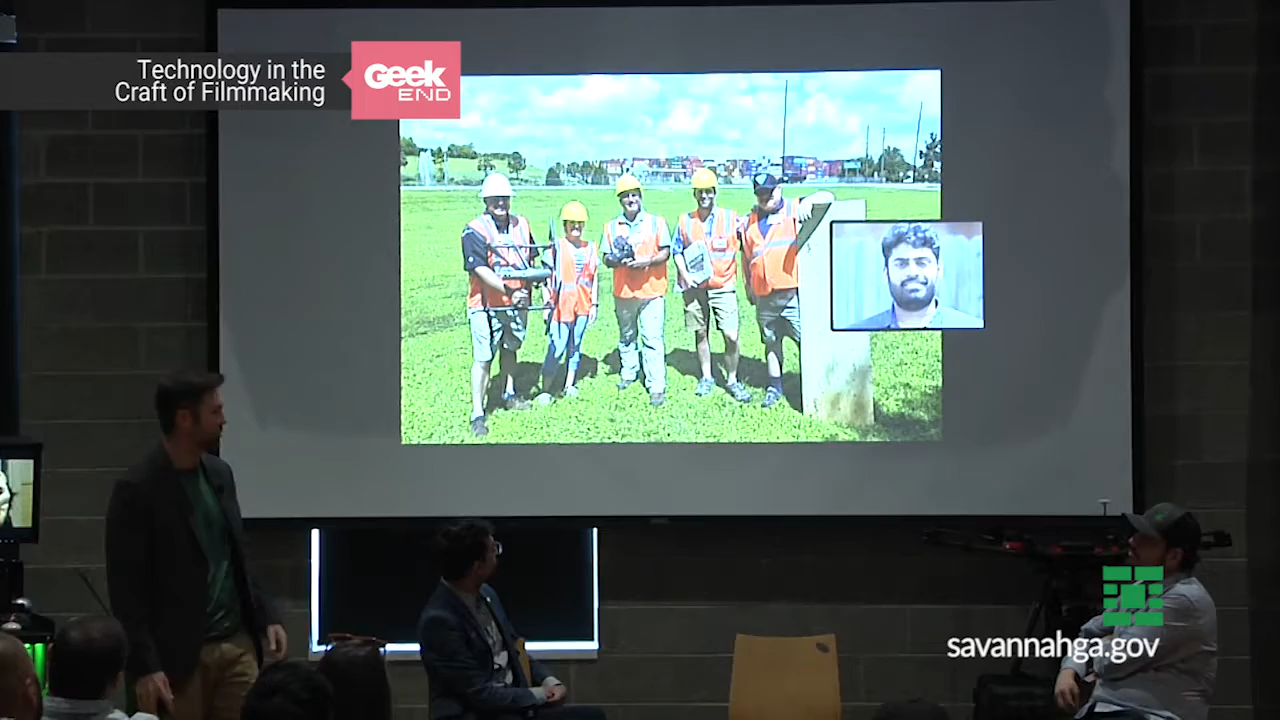 Technology in the
Craft of Filmmaking
Geek
END
savannahga.gov